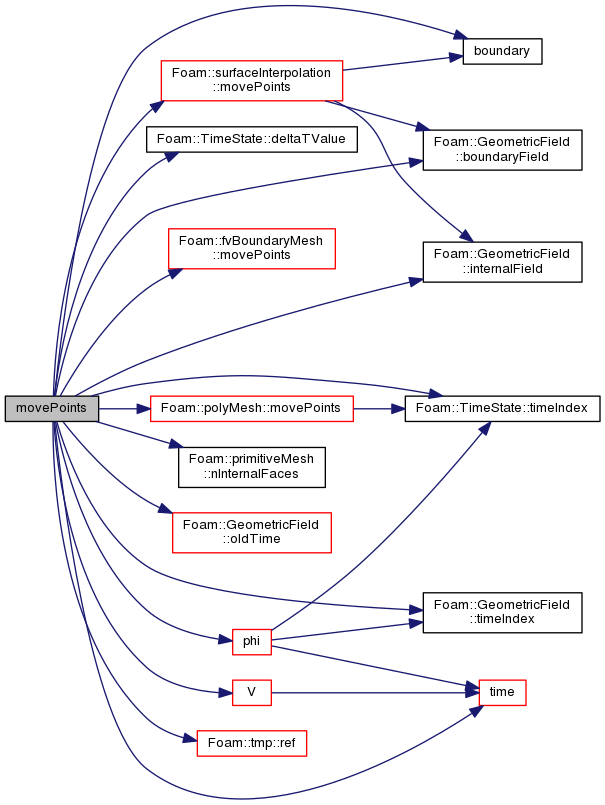 boundary
Foam::surfaceInterpolation
::movePoints
Foam::TimeState::deltaTValue
Foam::GeometricField
::boundaryField
Foam::fvBoundaryMesh
::movePoints
Foam::GeometricField
::internalField
movePoints
Foam::polyMesh::movePoints
Foam::TimeState::timeIndex
Foam::primitiveMesh
::nInternalFaces
Foam::GeometricField
::oldTime
Foam::GeometricField
::timeIndex
phi
V
time
Foam::tmp::ref